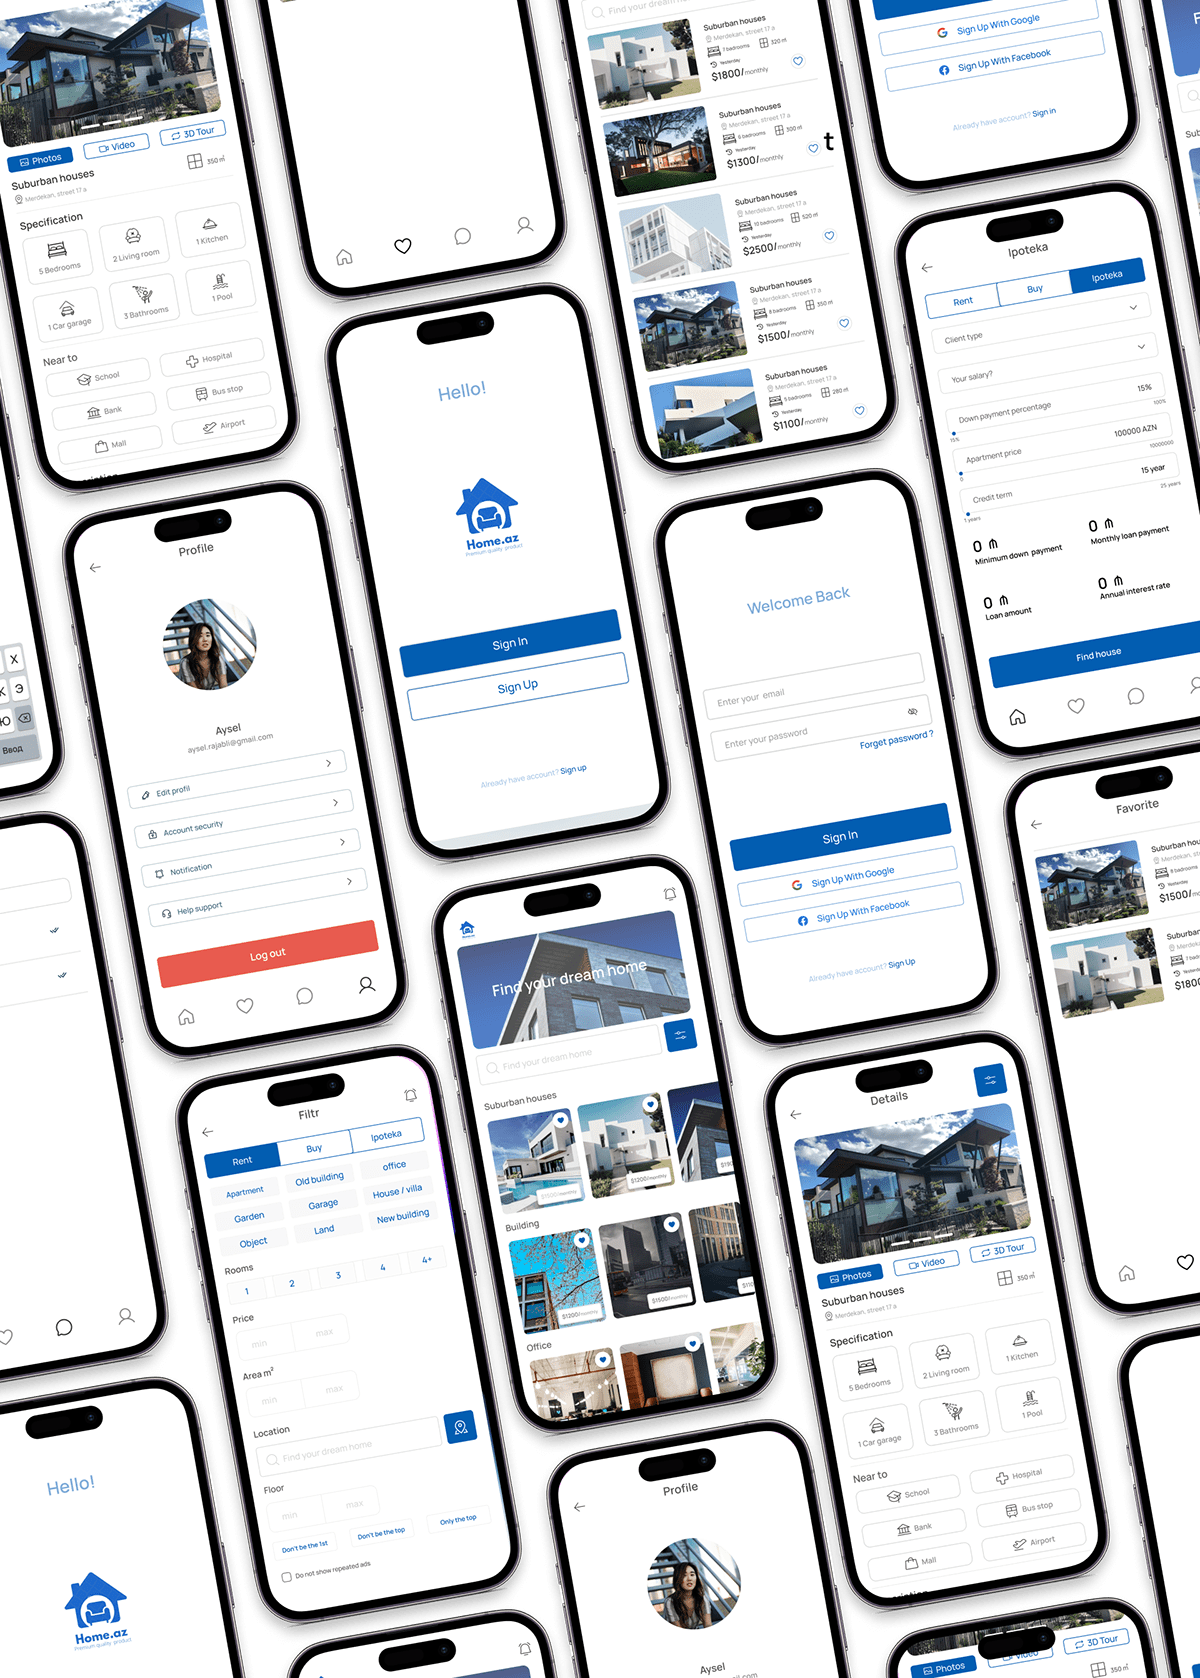 Photos
Video
3D Tour
Suburban houses
350 m²
Merdekan, street 17 a
Specification
5 Bedrooms
2 Living room
1 Kitchen
1 Car garage
3 Bathrooms
1 Pool
Near to
School
Hospital
Bank
Bus stop
Mall
Airport
Find your dream home
Suburban houses
Merdekan, street 17 a
7 badrooms
320 m²
Yesterday
$1800/monthly
Suburban houses
Merdekan, street 17 a
6 badrooms
300 m²
Yesterday
$1300/monthly
t
Suburban houses
Merdekan, street 17 a
10 badrooms
520 m²
Yesterday
$2500/monthly
Suburban houses
Merdekan, street 17 a
8 badrooms
350 m²
Yesterday
$1500/monthly
Suburban houses
Merdekan, street 17 a
5 badrooms
280 m²
Yesterday
$1100/monthly
Sign Up With Google
Sign Up With Facebook
Already have account? Sign in
Ipoteka
Rent
Buy
Ipoteka
Client type
Your salary?
Down payment percentage
15%
15%
100%
Apartment price
100000 AZN
0
10000000
Credit term
15 year
1 years
25 years
0 ₼
Minimum down payment
0 ₼
Monthly loan payment
0 ₼
Loan amount
0 ₼
Annual interest rate
Find house
Hello!
Home.az
Premium quality product
Sign In
Sign Up
Already have account? Sign up
Profile
Aysel
aysel.rajabli@gmail.com
Edit profil
Account security
Notification
Help support
Log out
Х
Э
Ю
Ввод
Welcome Back
Enter your email
Enter your password
Forget password ?
Sign In
Sign Up With Google
Sign Up With Facebook
Already have account? Sign Up
Favorite
Suburban hou
Merdekan, street
8 badrooms
Yesterday
$1500/mo
Suburban
Merdekan, s
7 badr
Yesterday
$1800
Home.az
Find your dream home
Find your dream home
Suburban houses
$1500/monthly
$1200/monthly
Building
$1200/monthly
$1500/monthly
Office
Filtr
Rent
Buy
Ipoteka
Apartment
Old building
office
Garden
Garage
House / villa
Object
Land
New building
Rooms
1
2
3
4
4+
Price
min
max
Area m²
min
max
Location
Find your dream home
Floor
min
max
Don't be the 1st
Don't be the top
Only the top
Do not show repeated ads
Details
Photos
Video
3D Tour
Suburban houses
350 m²
Merdekan, street 17 a
Specification
5 Bedrooms
2 Living room
1 Kitchen
1 Car garage
3 Bathrooms
1 Pool
Near to
School
Hospital
Bank
Bus stop
Mall
Airport
Hello!
Home.az
Premium quality product
Profile
Aysel
Photos
Video
3D Tour
350 m²